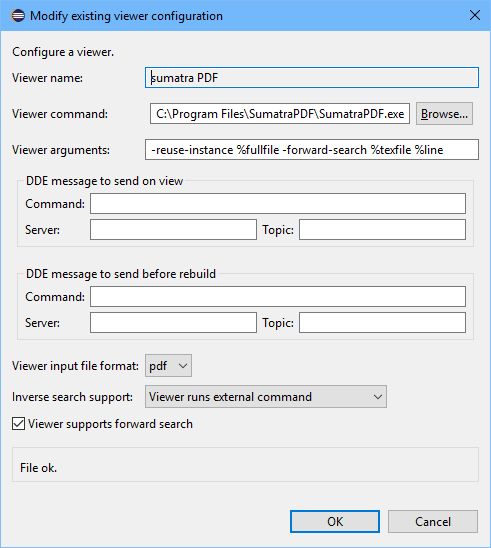 Modify existing viewer configuration
Configure a viewer.
Viewer name: sumatra PDF
Viewer command: C:\Program Files\SumatraPDF\SumatraPDF.exe Browse...
Viewer arguments: -reuse-instance %fullfile -forward-search %texfile %line
DDE message to send on view
Command:
Server: Topic:
DDE message to send before rebuild
Command:
Server: Topic:
Viewer input file format: pdf
Inverse search support: Viewer runs external command
Viewer supports forward search
File ok.
OK Cancel